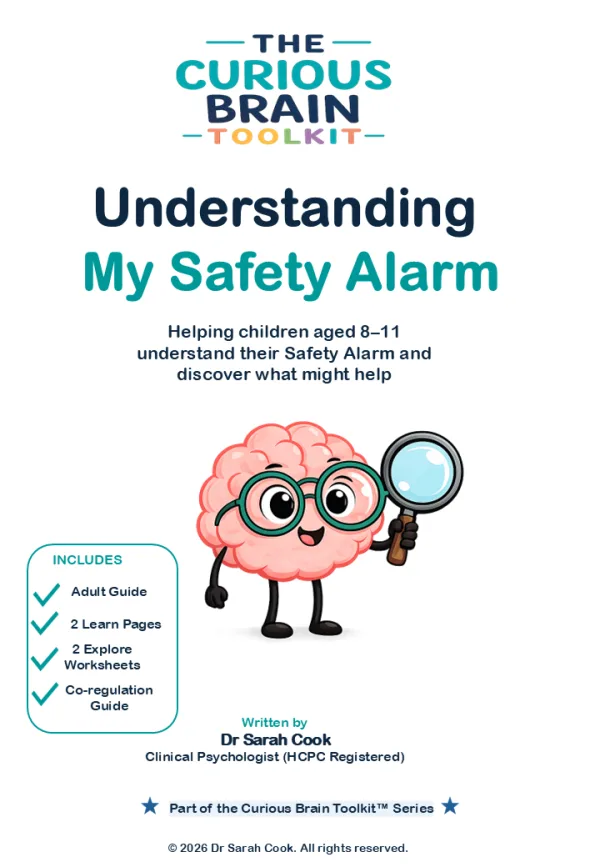 THE
CURIOUS
BRAIN
TOOLKIT
Understanding
My Safety Alarm
Helping children aged 8–11
understand their Safety Alarm and
discover what might help
INCLUDES
Adult Guide
2 Learn Pages
2 Explore
Worksheets
Co-regulation
Guide
Written by
Dr Sarah Cook
Clinical Psychologist (HCPC Registered)
Part of the Curious Brain Toolkit™ Series
© 2026 Dr Sarah Cook. All rights reserved.